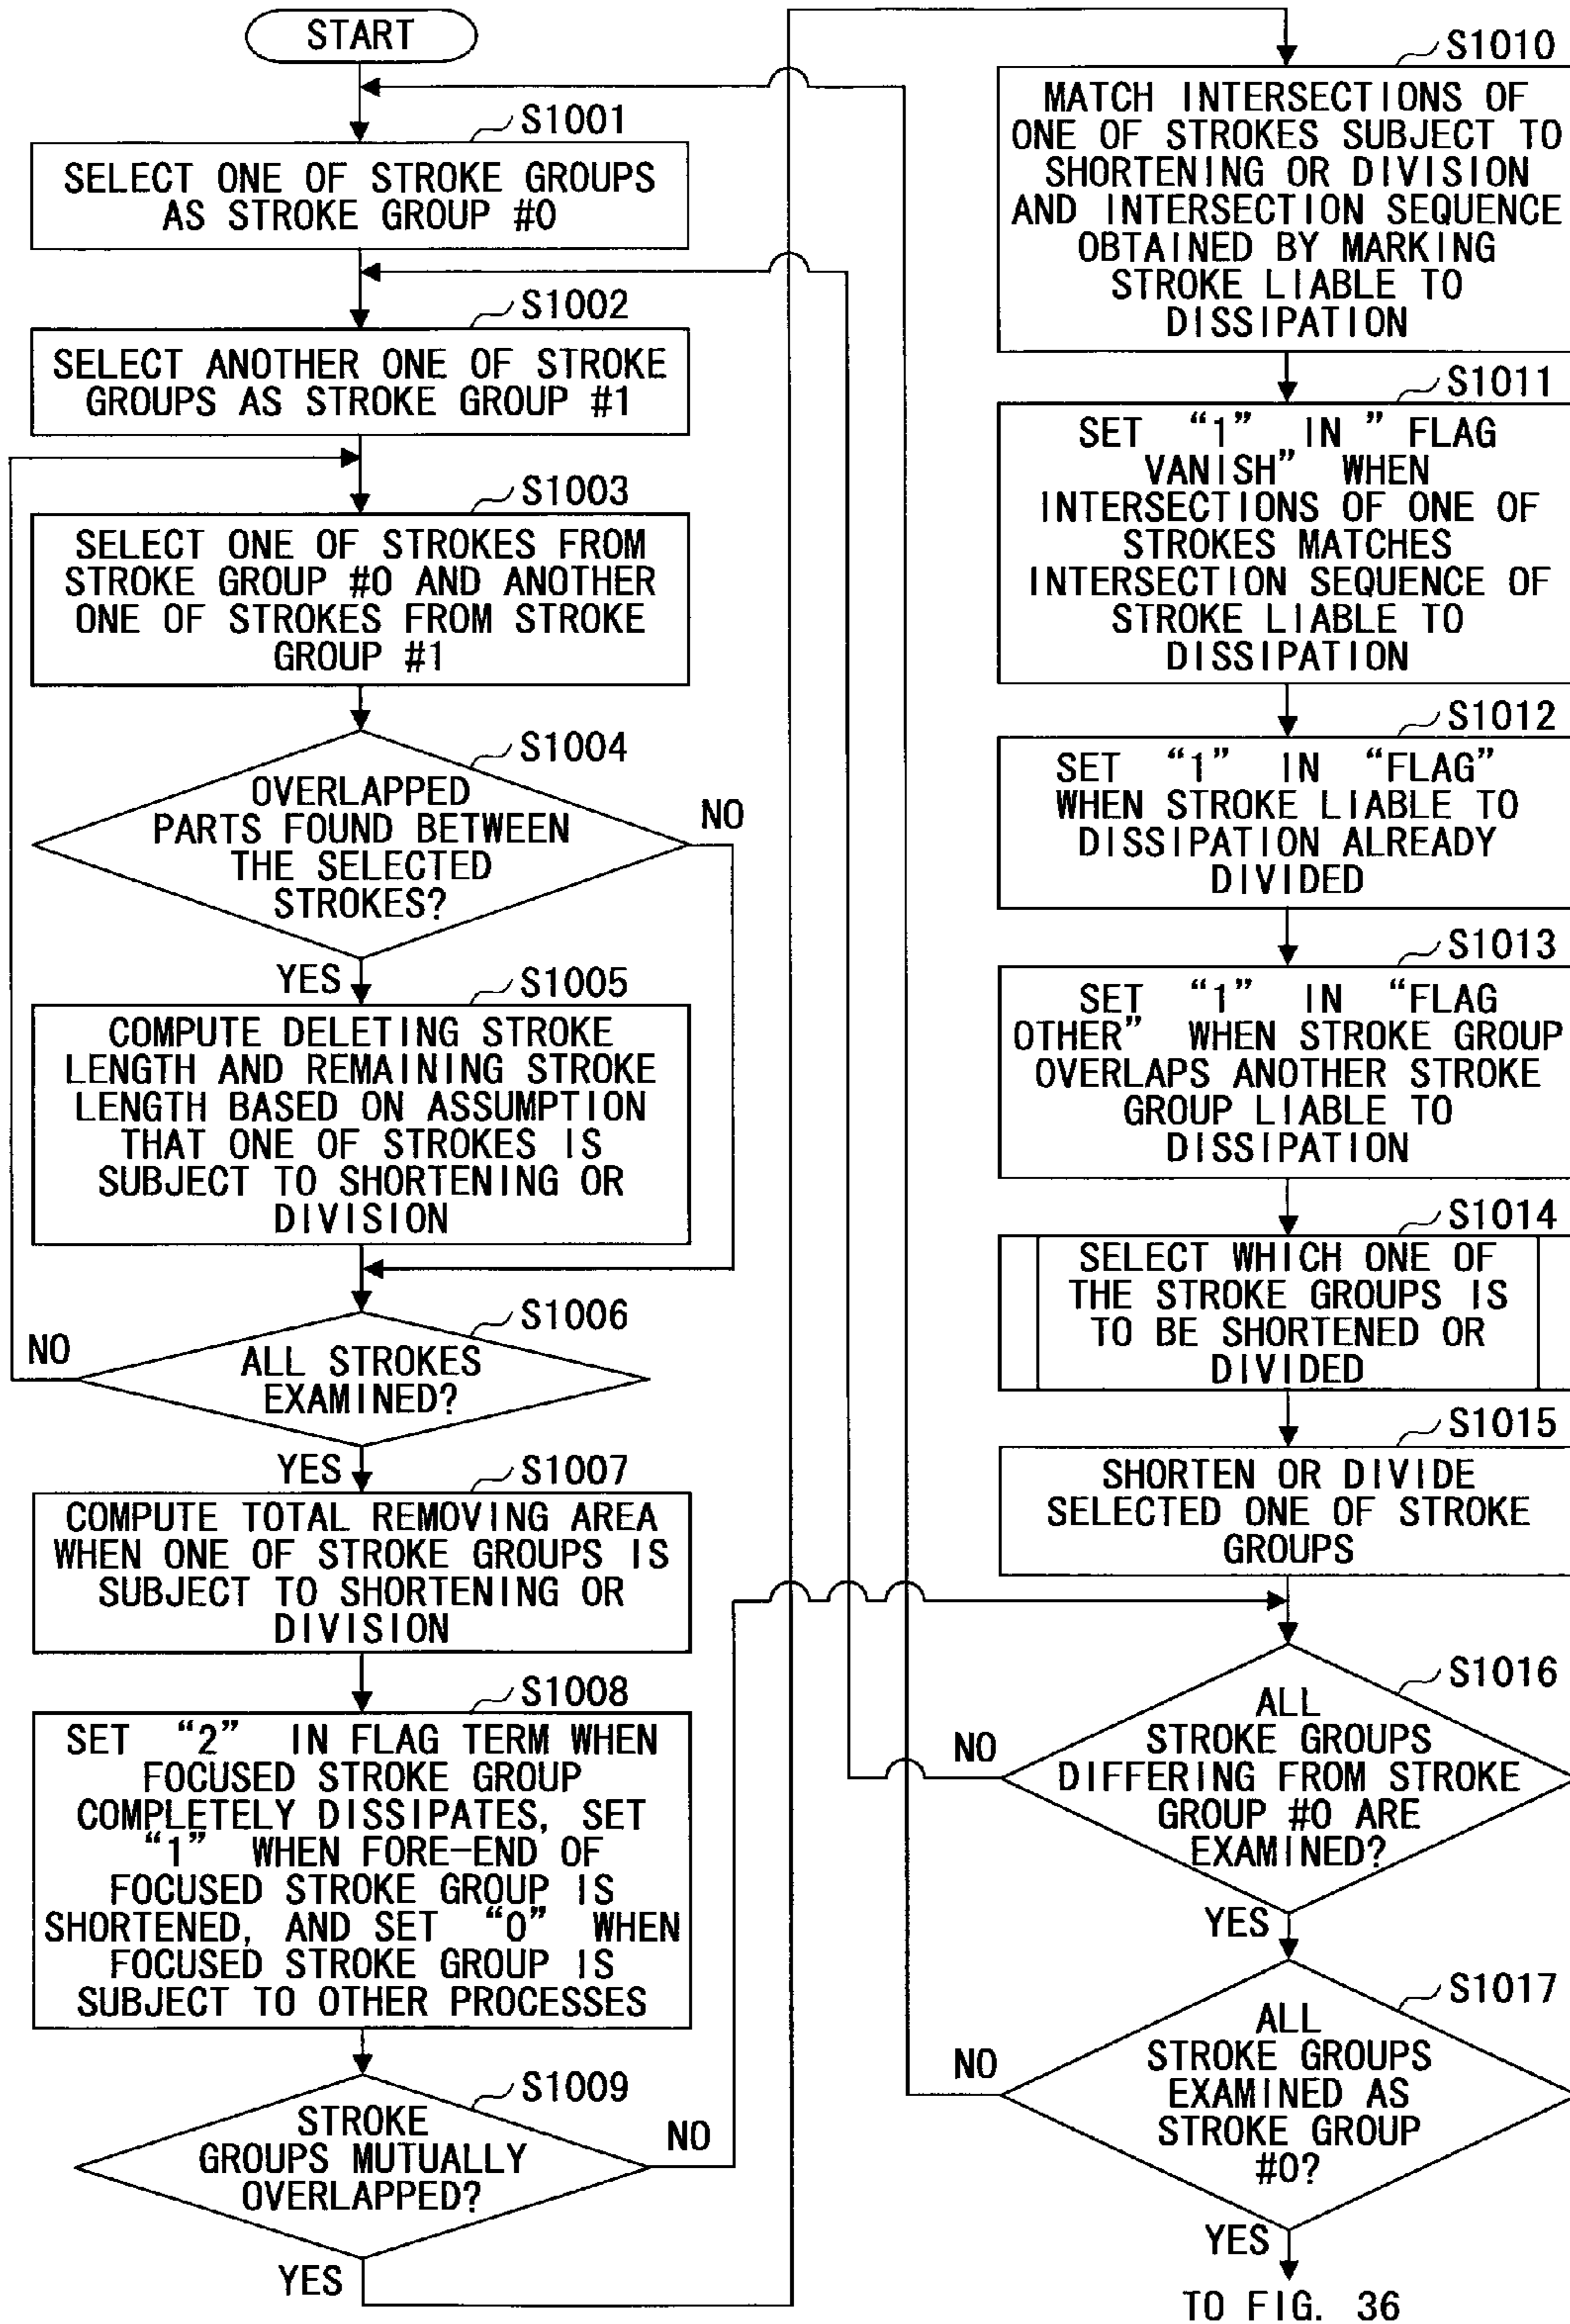 START
S1001
SELECT ONE OF STROKE GROUPS
AS STROKE GROUP #0
S1002
SELECT ANOTHER ONE OF STROKE
GROUPS AS STROKE GROUP #1
S1003
SELECT ONE OF STROKES FROM
STROKE GROUP #0 AND ANOTHER
ONE OF STROKES FROM STROKE
GROUP #1
S1004
OVERLAPPED
PARTS FOUND BETWEEN
THE SELECTED
STROKES?
NO
YES
S1005
COMPUTE DELETING STROKE
LENGTH AND REMAINING STROKE
LENGTH BASED ON ASSUMPTION
THAT ONE OF STROKES IS
SUBJECT TO SHORTENING OR
DIVISION
S1006
NO
ALL STROKES
EXAMINED?
YES
S1007
COMPUTE TOTAL REMOVING AREA
WHEN ONE OF STROKE GROUPS IS
SUBJECT TO SHORTENING OR
DIVISION
S1008
SET “2” IN FLAG TERM WHEN
FOCUSED STROKE GROUP
COMPLETELY DISSIPATES, SET
“1” WHEN FORE-END OF
FOCUSED STROKE GROUP IS
SHORTENED, AND SET “0” WHEN
FOCUSED STROKE GROUP IS
SUBJECT TO OTHER PROCESSES
S1009
STROKE
GROUPS MUTUALLY
OVERLAPPED?
NO
YES
S1010
MATCH INTERSECTIONS OF
ONE OF STROKES SUBJECT TO
SHORTENING OR DIVISION
AND INTERSECTION SEQUENCE
OBTAINED BY MARKING
STROKE LIABLE TO
DISSIPATION
S1011
SET “1” IN ” FLAG
VANISH” WHEN
INTERSECTIONS OF ONE OF
STROKES MATCHES
INTERSECTION SEQUENCE OF
STROKE LIABLE TO
DISSIPATION
S1012
SET “1” IN “FLAG”
WHEN STROKE LIABLE TO
DISSIPATION ALREADY
DIVIDED
S1013
SET “1” IN “FLAG
OTHER” WHEN STROKE GROUP
OVERLAPS ANOTHER STROKE
GROUP LIABLE TO
DISSIPATION
S1014
SELECT WHICH ONE OF
THE STROKE GROUPS IS
TO BE SHORTENED OR
DIVIDED
S1015
SHORTEN OR DIVIDE
SELECTED ONE OF STROKE
GROUPS
S1016
ALL
STROKE GROUPS
DIFFERING FROM STROKE
GROUP #0 ARE
EXAMINED?
NO
YES
S1017
ALL
STROKE GROUPS
EXAMINED AS
STROKE GROUP
#0?
NO
YES
TO FIG. 36